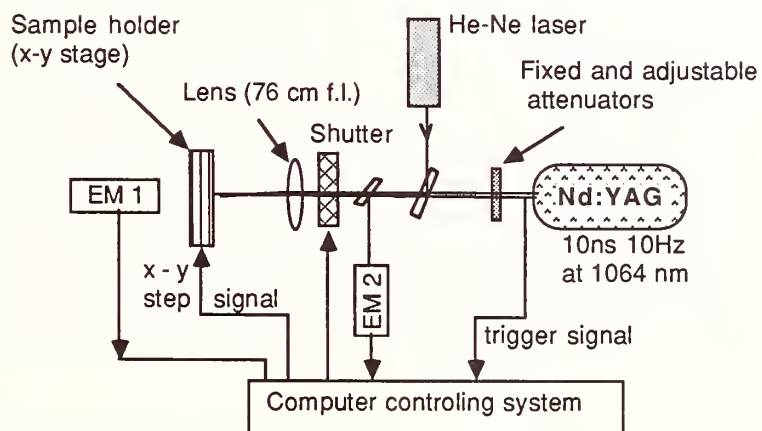 Sample holder
(x-y stage)
He-Ne laser
Fixed and adjustable
attenuators
Lens (76 cm f.l.)
Shutter
EM 1
Nd:YAG
10ns 10Hz
at 1064 nm
x - y
step signal
EM 2
trigger signal
Computer controling system